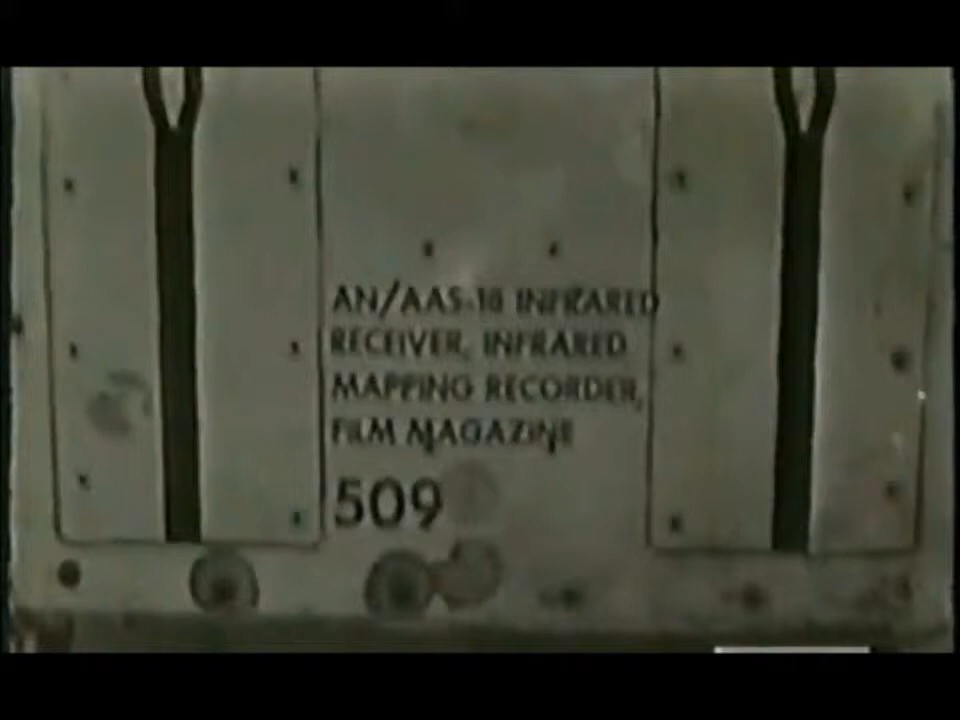 AN/AAS-18 INFRARED
RECEIVER, INFRARED
MAPPING RECORDER,
FILM MAGAZINE
509